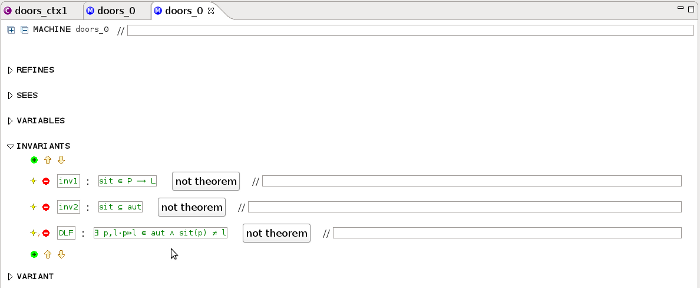 doors_ctx1 doors_0 doors_0
MACHINE doors_0 //
REFINES
SEES
VARIABLES
INVARIANTS
inv1 : sit ∈ P → L not theorem //
inv2 : sit ⊆ aut not theorem //
DLF : ∃ p,l·p↦l ∈ aut ∧ sit(p) ≠ l not theorem //
VARIANT